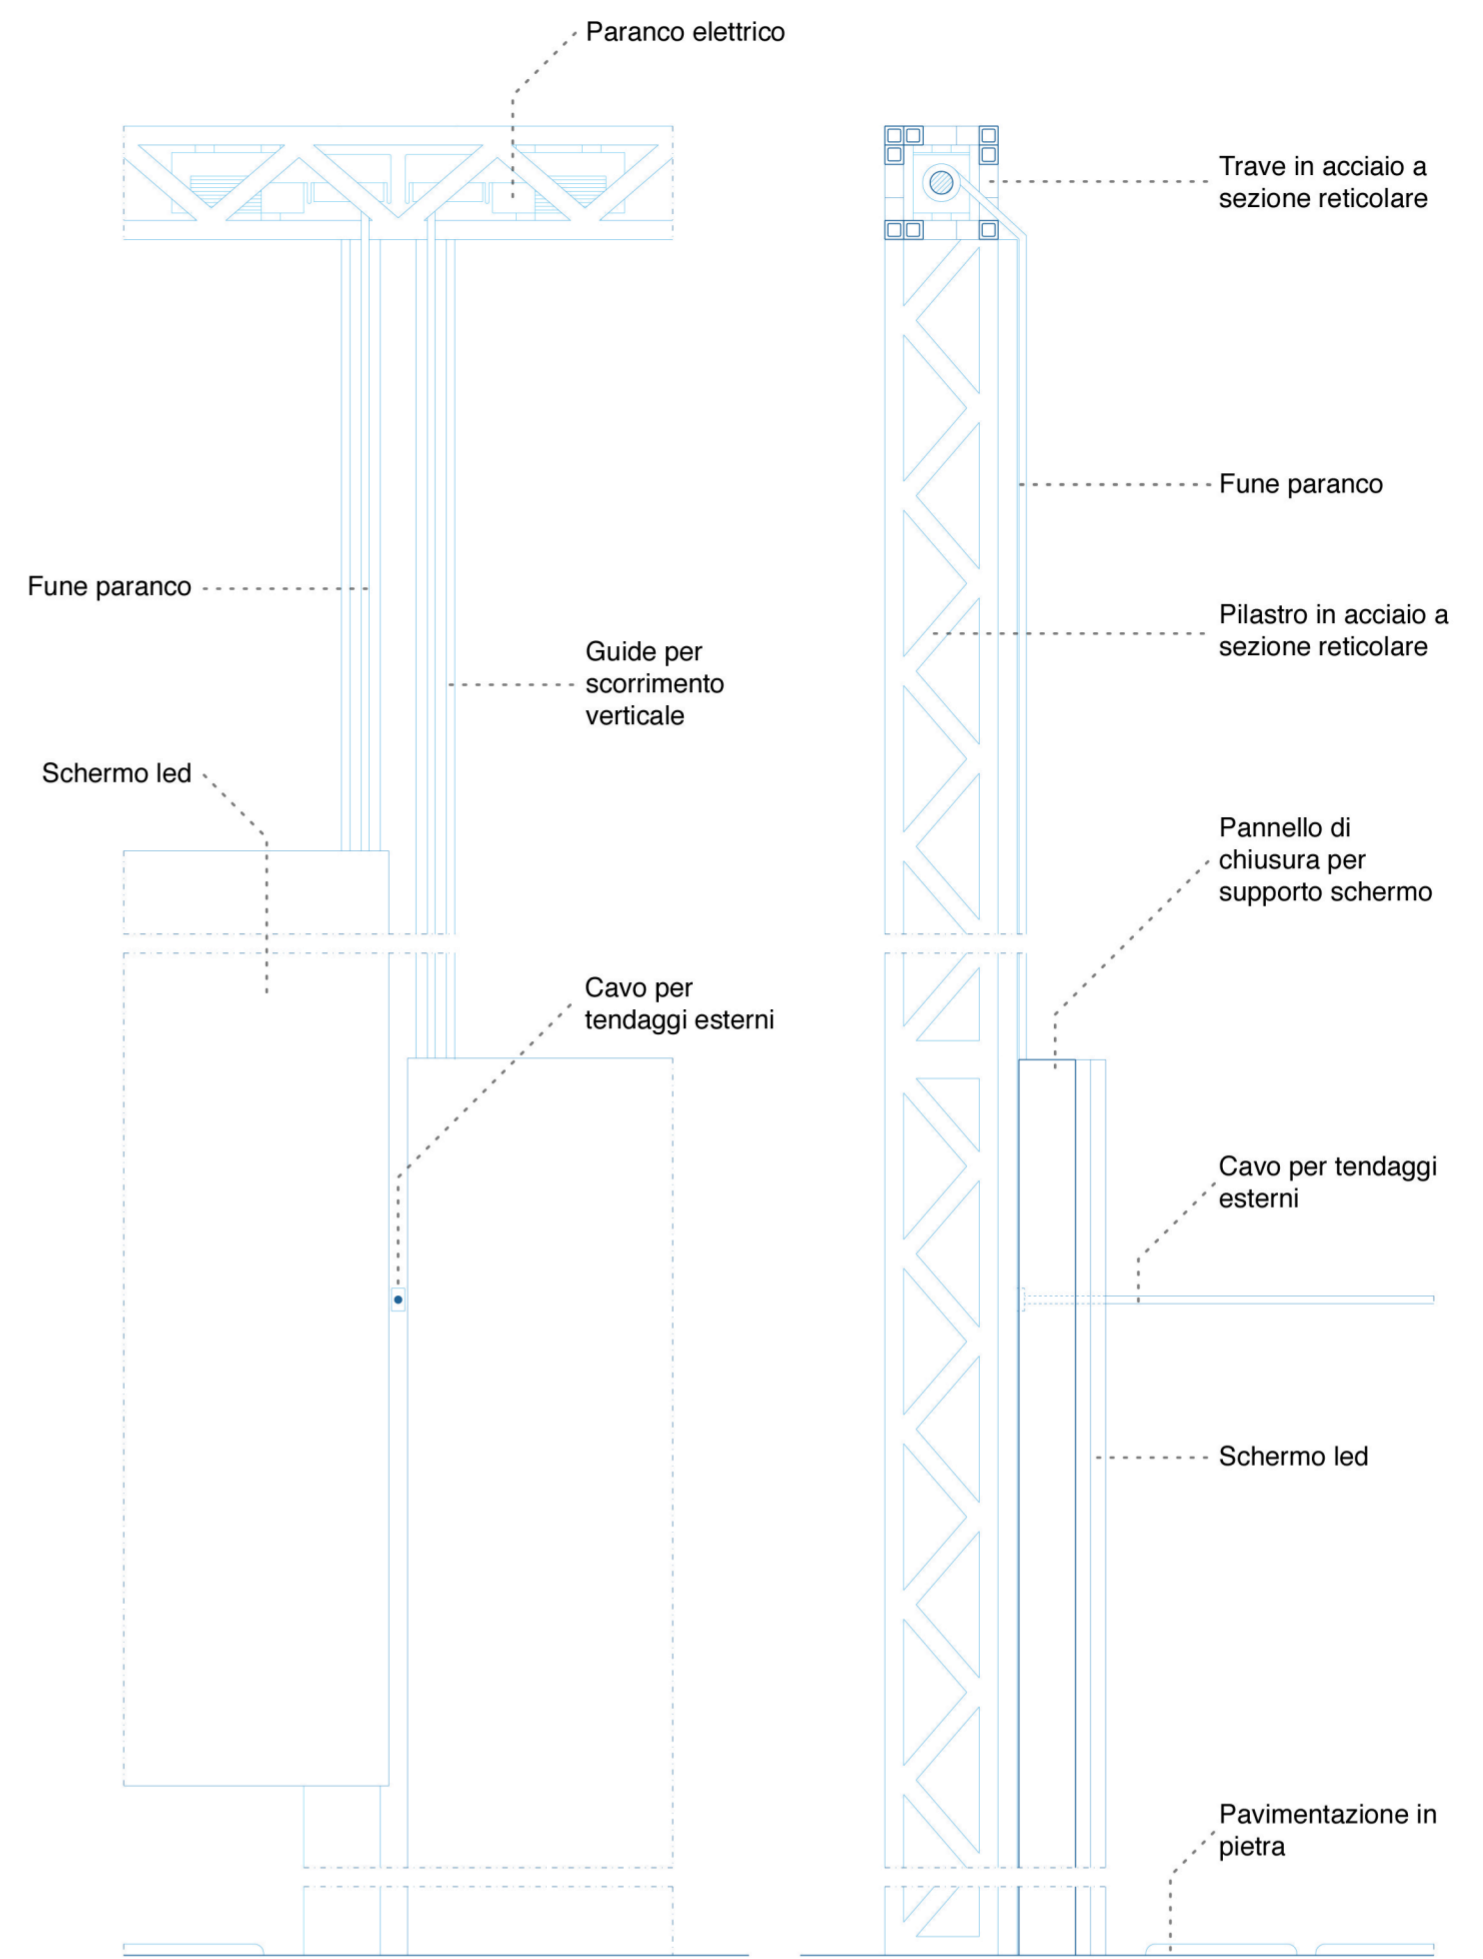 Paranco elettrico
Trave in acciaio a
sezione reticolare
Fune paranco
Fune paranco
Pilastro in acciaio a
sezione reticolare
Guide per
scorrimento
verticale
Schermo led
Pannello di
chiusura per
supporto schermo
Cavo per
tendaggi esterni
Cavo per tendaggi
esterni
Schermo led
Pavimentazione in
pietra